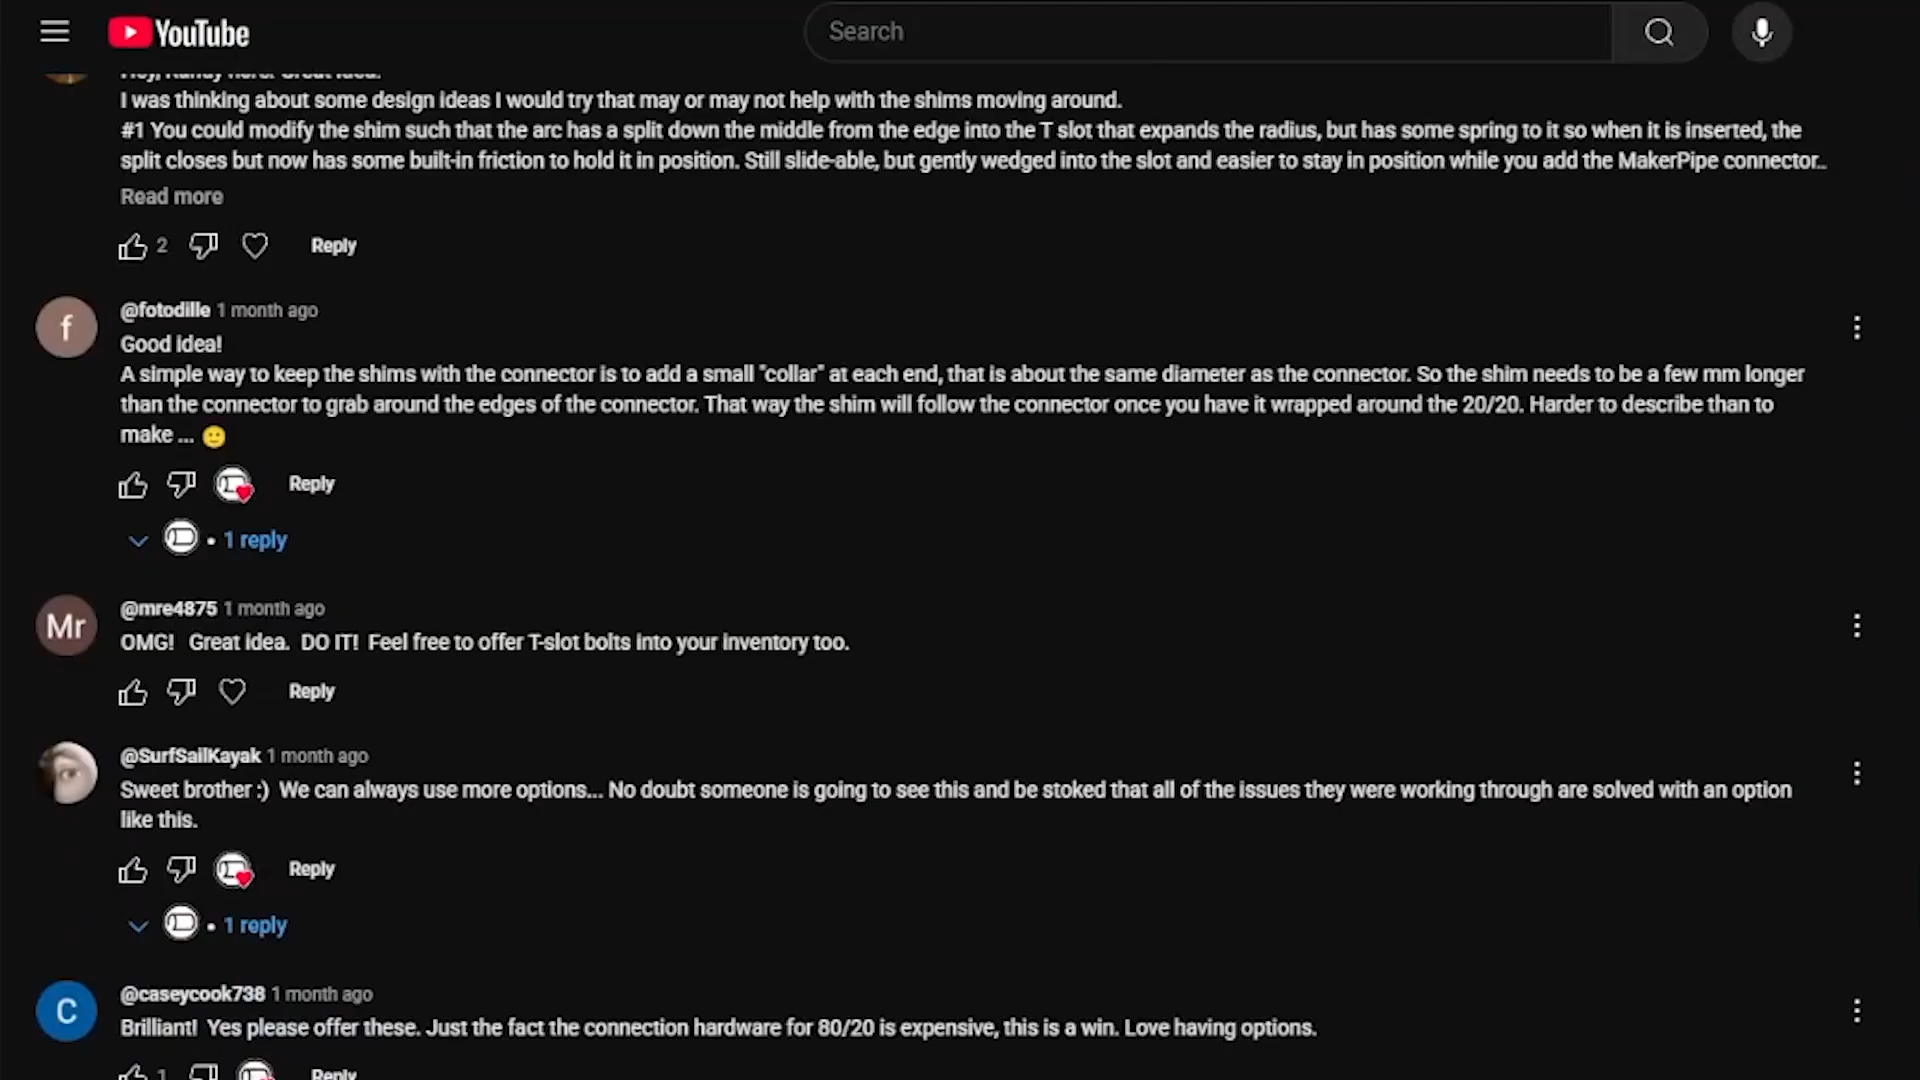 YouTube
Search
Hey, Randy here. Great idea.
I was thinking about some design ideas I would try that may or may not help with the shims moving around.
#1 You could modify the shim such that the arc has a split down the middle from the edge into the T slot that expands the radius, but has some spring to it so when it is inserted, the
split closes but now has some built-in friction to hold it in position. Still slide-able, but gently wedged into the slot and easier to stay in position while you add the MakerPipe connector..
Read more
2 Reply
f
@fotodille 1 month ago
Good idea!
A simple way to keep the shims with the connector is to add a small "collar" at each end, that is about the same diameter as the connector. So the shim needs to be a few mm longer
than the connector to grab around the edges of the connector. That way the shim will follow the connector once you have it wrapped around the 20/20. Harder to describe than to
make ... 🙂
Reply
• 1 reply
Mr
@mre4875 1 month ago
OMG! Great idea. DO IT! Feel free to offer T-slot bolts into your inventory too.
Reply
@SurfSailKayak 1 month ago
Sweet brother :) We can always use more options... No doubt someone is going to see this and be stoked that all of the issues they were working through are solved with an option
like this.
Reply
• 1 reply
C
@caseycook738 1 month ago
Brilliant! Yes please offer these. Just the fact the connection hardware for 80/20 is expensive, this is a win. Love having options.
1 Reply